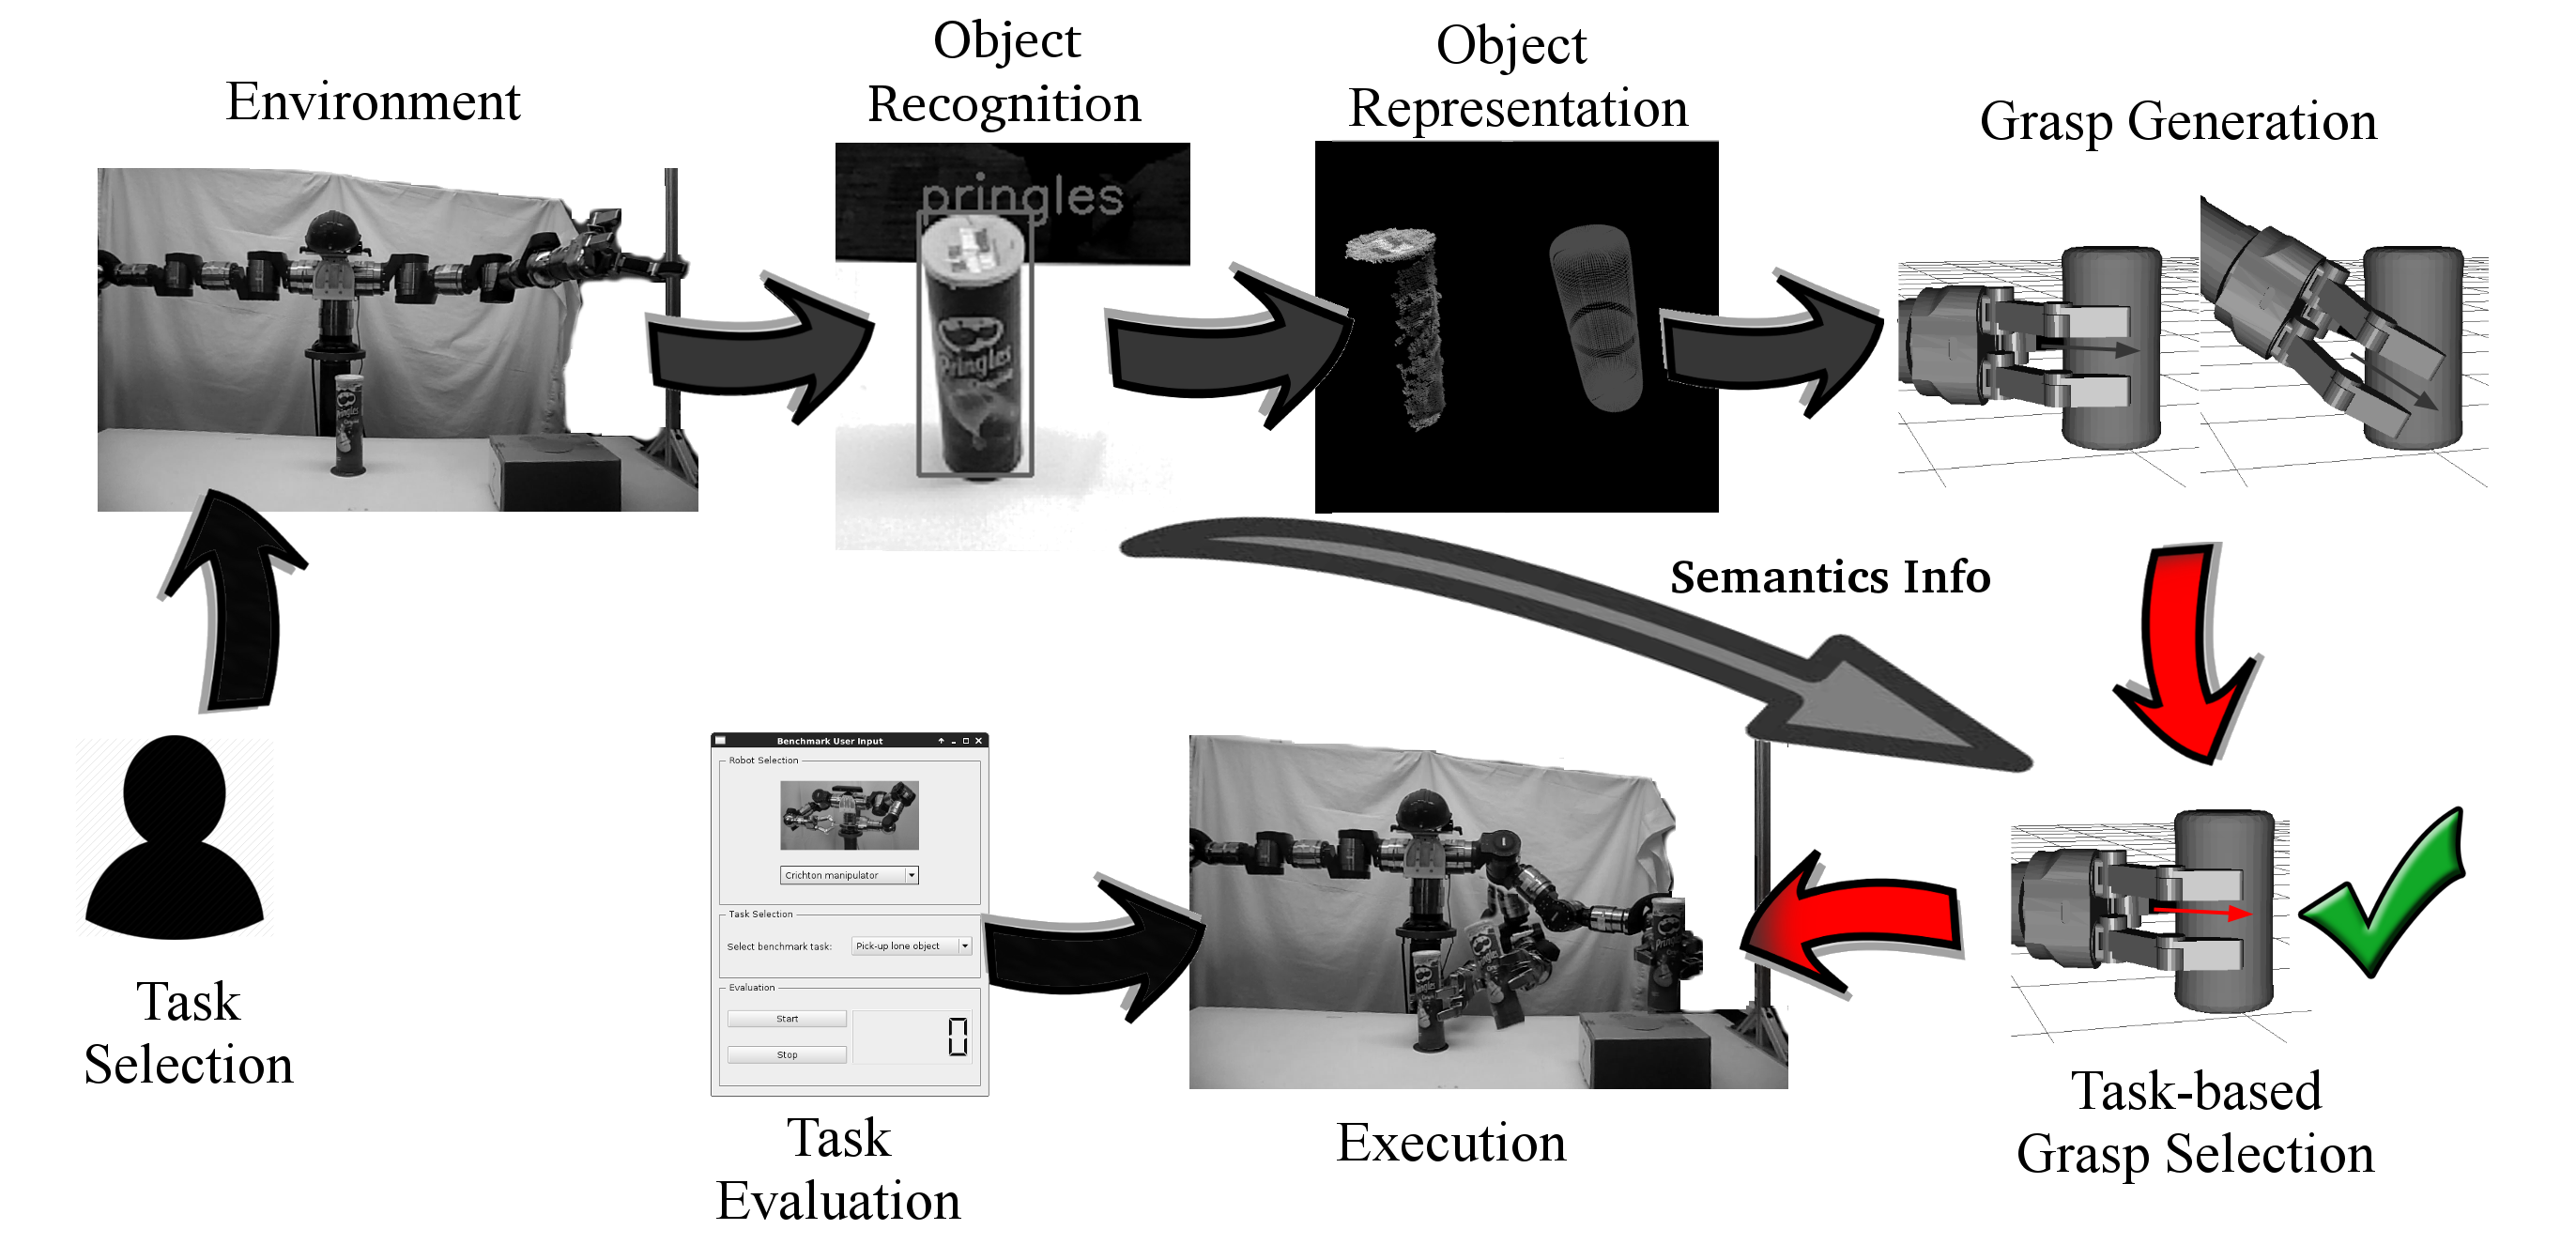 Environment
Object
Recognition
Object
Representation
Grasp Generation
pringles
Pringles
Pringles
Semantics Info
Benchmark User Input
Robot Selection
Crichton manipulator
Task Selection
Select benchmark task:
Pick-up lone object
Evaluation
Start
Stop
0
Task
Selection
Task
Evaluation
Execution
Task-based
Grasp Selection